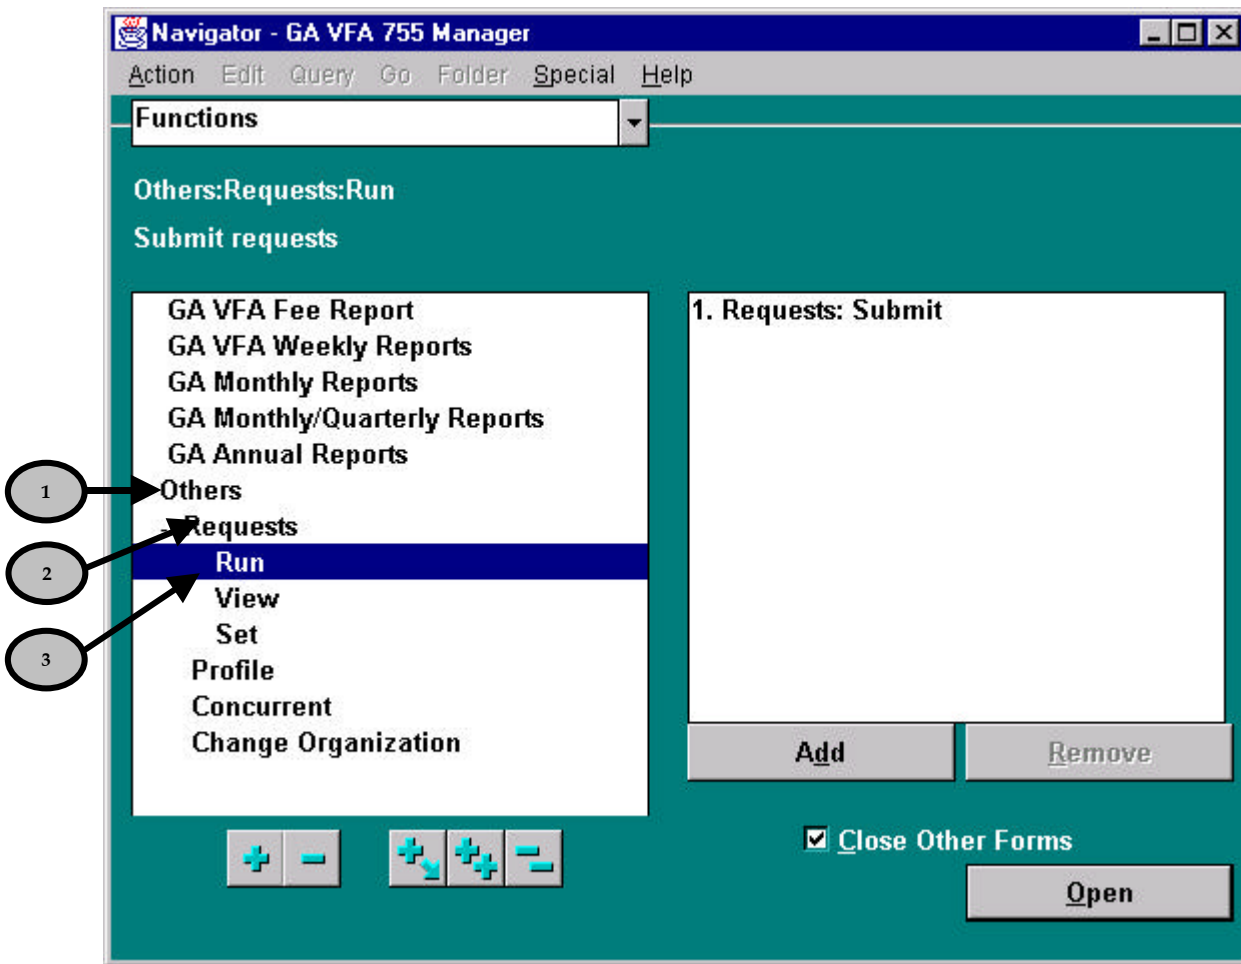 Navigator - GA VFA 755 Manager
Action Edit Query Go Folder Special Help
Functions
Others:Requests:Run
Submit requests
GA VFA Fee Report
GA VFA Weekly Reports
GA Monthly Reports
GA Monthly/Quarterly Reports
GA Annual Reports
Others
- Requests
Run
View
Set
Profile
Concurrent
Change Organization
1
2
3
1. Requests: Submit
Add Remove
Close Other Forms
Open